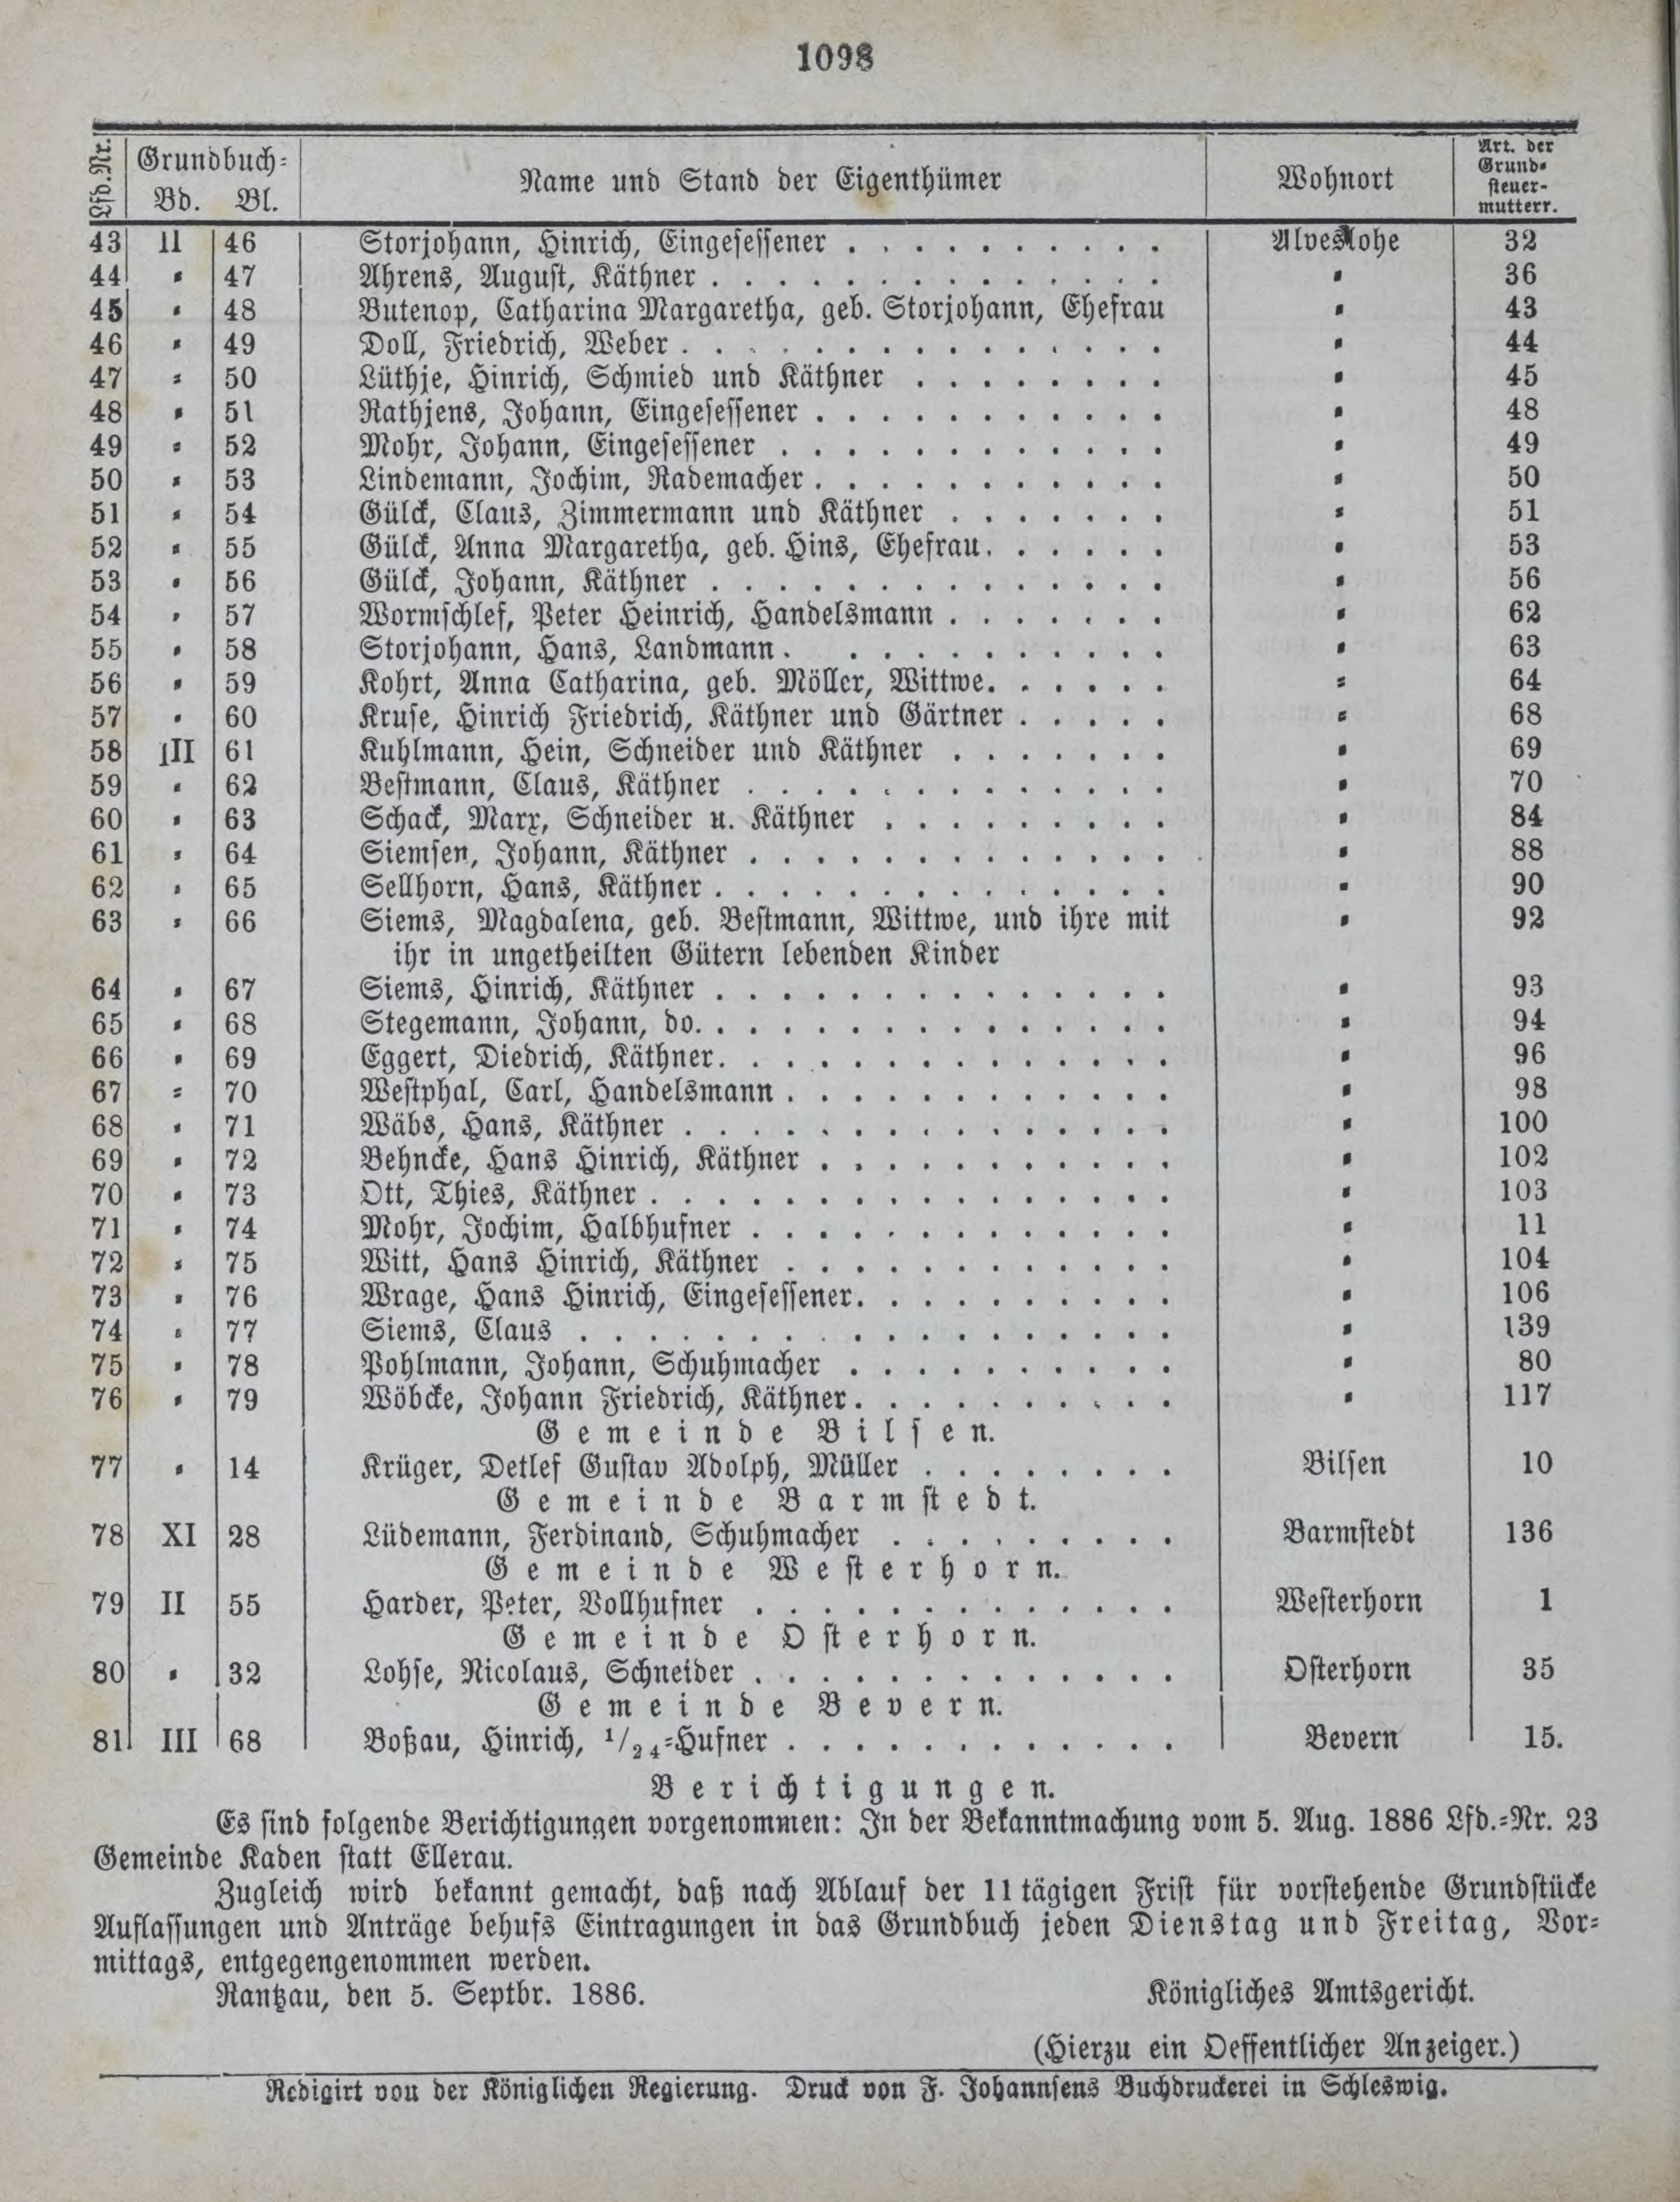 1098
Lfd. Nr. Grundbuch= Name und Stand der Eigenthümer Wohnort Art. der Grund-steuer-mutterr.
Bd. Bl.
43 II 46 Storjohann, Hinrich, Eingesessener . . . . . . . . . . Alveslohe 32
44 " 47 Ahrens, August, Käthner . . . . . . . . . . . . . . " 36
45 " 48 Butenop, Catharina Margaretha, geb. Storjohann, Ehefrau " 43
46 " 49 Doll, Friedrich, Weber . . . . . . . . . . . . . . . " 44
47 " 50 Lüthje, Hinrich, Schmied und Käthner . . . . . . . . " 45
48 " 51 Rathjens, Johann, Eingesessener . . . . . . . . . . . " 48
49 " 52 Mohr, Johann, Eingesessener . . . . . . . . . . . . " 49
50 " 53 Lindemann, Jochim, Rademacher . . . . . . . . . . . " 50
51 " 54 Gülck, Claus, Zimmermann und Käthner . . . . . . . " 51
52 " 55 Gülck, Anna Margaretha, geb. Hins, Ehefrau . . . . . . " 53
53 " 56 Gülck, Johann, Käthner . . . . . . . . . . . . . . " 56
54 " 57 Wormschlef, Peter Heinrich, Handelsmann . . . . . . . " 62
55 " 58 Storjohann, Hans, Landmann . . . . . . . . . . . " 63
56 " 59 Kohrt, Anna Catharina, geb. Möller, Wittwe . . . . . . " 64
57 " 60 Kruse, Hinrich Friedrich, Käthner und Gärtner . . . . . " 68
58 III 61 Kuhlmann, Hein, Schneider und Käthner . . . . . . . " 69
59 " 62 Bestmann, Claus, Käthner . . . . . . . . . . . . . " 70
60 " 63 Schack, Marx, Schneider u. Käthner . . . . . . . . . " 84
61 " 64 Siemsen, Johann, Käthner . . . . . . . . . . . . . " 88
62 " 65 Sellhorn, Hans, Käthner . . . . . . . . . . . . . . " 90
63 " 66 Siems, Magdalena, geb. Bestmann, Wittwe, und ihre mit " 92
ihr in ungetheilten Gütern lebenden Kinder
64 " 67 Siems, Hinrich, Käthner . . . . . . . . . . . . . . " 93
65 " 68 Stegemann, Johann, do. . . . . . . . . . . . . . . " 94
66 " 69 Eggert, Diedrich, Käthner . . . . . . . . . . . . . . " 96
67 " 70 Westphal, Carl, Handelsmann . . . . . . . . . . . . " 98
68 " 71 Wäbs, Hans, Käthner . . . . . . . . . . . . . . . " 100
69 " 72 Behncke, Hans Hinrich, Käthner . . . . . . . . . . . " 102
70 " 73 Ott, Thies, Käthner . . . . . . . . . . . . . . . . " 103
71 " 74 Mohr, Jochim, Halbhufner . . . . . . . . . . . . . " 11
72 " 75 Witt, Hans Hinrich, Käthner . . . . . . . . . . . . " 104
73 " 76 Wrage, Hans Hinrich, Eingesessener . . . . . . . . . . " 106
74 " 77 Siems, Claus . . . . . . . . . . . . . . . . . . " 139
75 " 78 Pohlmann, Johann, Schuhmacher . . . . . . . . . . " 80
76 " 79 Wöbcke, Johann Friedrich, Käthner . . . . . . . . . . " 117
Gemeinde Bilsen.
77 " 14 Krüger, Detlef Gustav Adolph, Müller . . . . . . . . Bilsen 10
Gemeinde Barmstedt.
78 XI 28 Lüdemann, Ferdinand, Schuhmacher . . . . . . . . . Barmstedt 136
Gemeinde Westerhorn.
79 II 55 Harder, Peter, Vollhufner . . . . . . . . . . . . . Westerhorn 1
Gemeinde Osterhorn.
80 " 32 Lohse, Nicolaus, Schneider . . . . . . . . . . . . . Osterhorn 35
Gemeinde Bevern.
81 III 68 Boßau, Hinrich, 1/24=Hufner . . . . . . . . . . . . Bevern 15.
Berichtigungen.
Es sind folgende Berichtigungen vorgenommen: In der Bekanntmachung vom 5. Aug. 1886 Lfd.=Nr. 23
Gemeinde Kaden statt Ellerau.
Zugleich wird bekannt gemacht, daß nach Ablauf der 11 tägigen Frist für vorstehende Grundstücke
Auflassungen und Anträge behufs Eintragungen in das Grundbuch jeden Dienstag und Freitag, Vor=
mittags, entgegengenommen werden.
Rantzau, den 5. Septbr. 1886. Königliches Amtsgericht.
(Hierzu ein Oeffentlicher Anzeiger.)
Redigirt von der Königlichen Regierung. Druck von F. Johannsens Buchdruckerei in Schleswig.